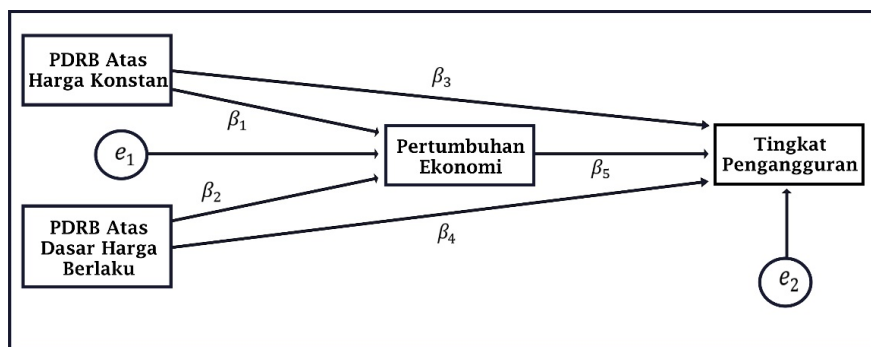 PDRB Atas
Harga Konstan
β₃
β₁
e₁
Pertumbuhan
Ekonomi
β₅
Tingkat
Pengangguran
β₂
PDRB Atas
Dasar Harga
Berlaku
β₄
e₂